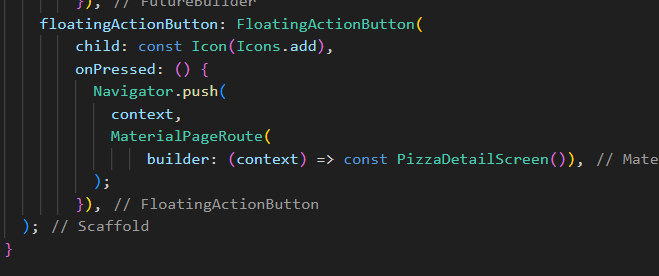 }), // FutureBuilder
floatingActionButton: FloatingActionButton(
child: const Icon(Icons.add),
onPressed: () {
Navigator.push(
context,
MaterialPageRoute(
builder: (context) => const PizzaDetailScreen()), // Mate
);
}), // FloatingActionButton
); // Scaffold
}